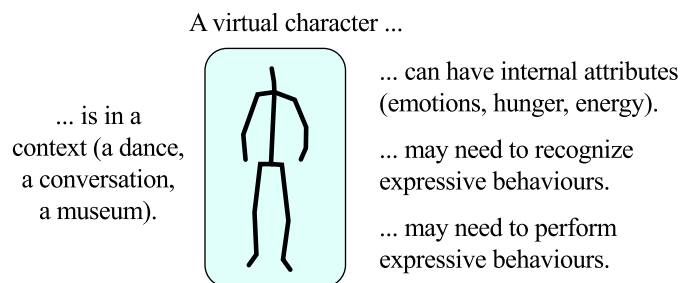 A virtual character ...
... is in a
context (a dance,
a conversation,
a museum).
... can have internal attributes
(emotions, hunger, energy).
... may need to recognize
expressive behaviours.
... may need to perform
expressive behaviours.